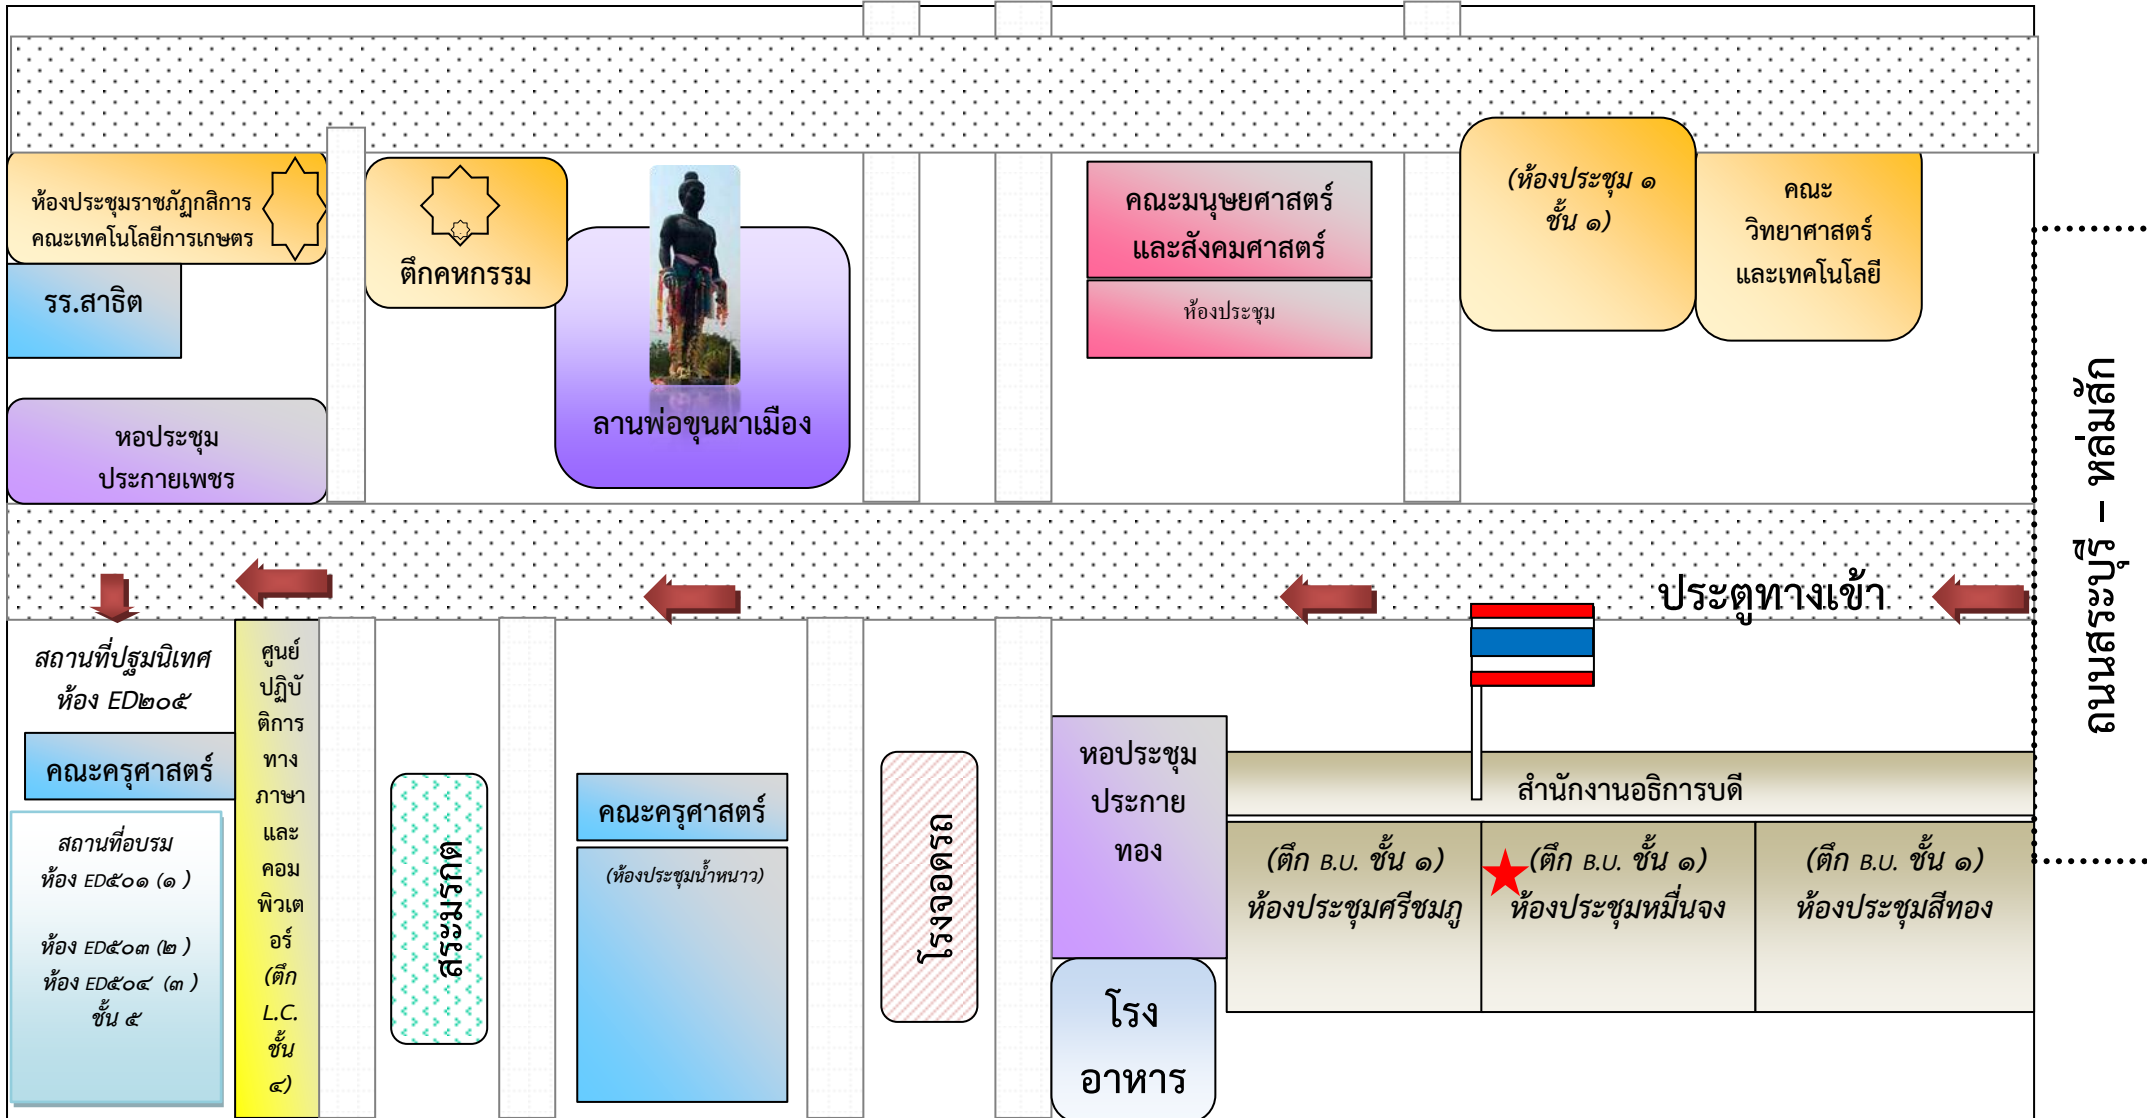 ห้องประชุมราชภัฏกสิการ
คณะเทคโนโลยีการเกษตร
รร.สาธิต
หอประชุม
ประกายเพชร
ตึกคหกรรม
ลานพ่อขุนผาเมือง
คณะมนุษยศาสตร์
และสังคมศาสตร์
ห้องประชุม
(ห้องประชุม ๑
ชั้น ๑)
คณะ
วิทยาศาสตร์
และเทคโนโลยี
ถนนสระบุรี – หล่มสัก
ประตูทางเข้า
สถานที่ปฐมนิเทศ
ห้อง ED๒๐๕
คณะครุศาสตร์
สถานที่อบรม
ห้อง ED๕๐๑ (๑ )
ห้อง ED๕๐๓ (๒ )
ห้อง ED๕๐๔ (๓ )
ชั้น ๕
ศูนย์
ปฏิบั
ติการ
ทาง
ภาษา
และ
คอม
พิวเต
อร์
(ตึก
L.C.
ชั้น
๔)
สระมรกต
คณะครุศาสตร์
(ห้องประชุมน้ำหนาว)
โรงจอดรถ
หอประชุม
ประกาย
ทอง
โรง
อาหาร
สำนักงานอธิการบดี
(ตึก B.U. ชั้น ๑)
ห้องประชุมศรีชมภู
(ตึก B.U. ชั้น ๑)
ห้องประชุมหมื่นจง
(ตึก B.U. ชั้น ๑)
ห้องประชุมสีทอง